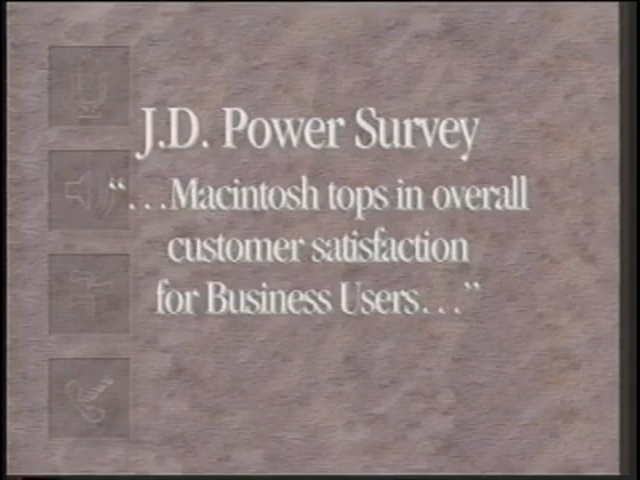 J.D. Power Survey
“...Macintosh tops in overall
customer satisfaction
for Business Users...”